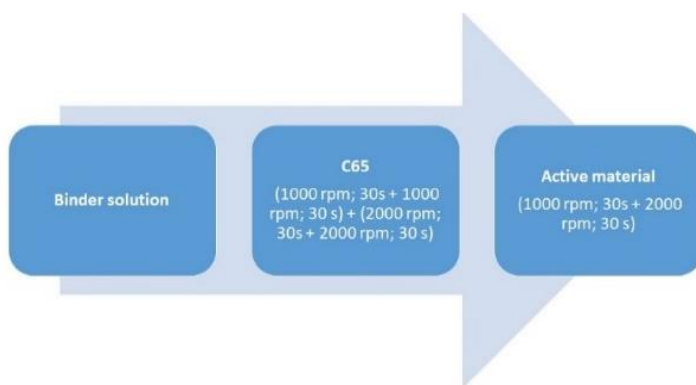 Binder solution
C65
(1000 rpm; 30s + 1000
rpm; 30 s) + (2000 rpm;
30s + 2000 rpm; 30 s)
Active material
(1000 rpm; 30s + 2000
rpm; 30 s)